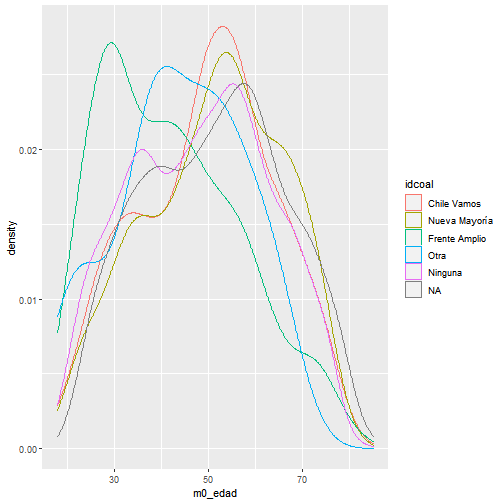 0.02
0.01
0.00
density
30
50
70
m0_edad
idcoal
Chile Vamos
Nueva Mayoría
Frente Amplio
Otra
Ninguna
NA